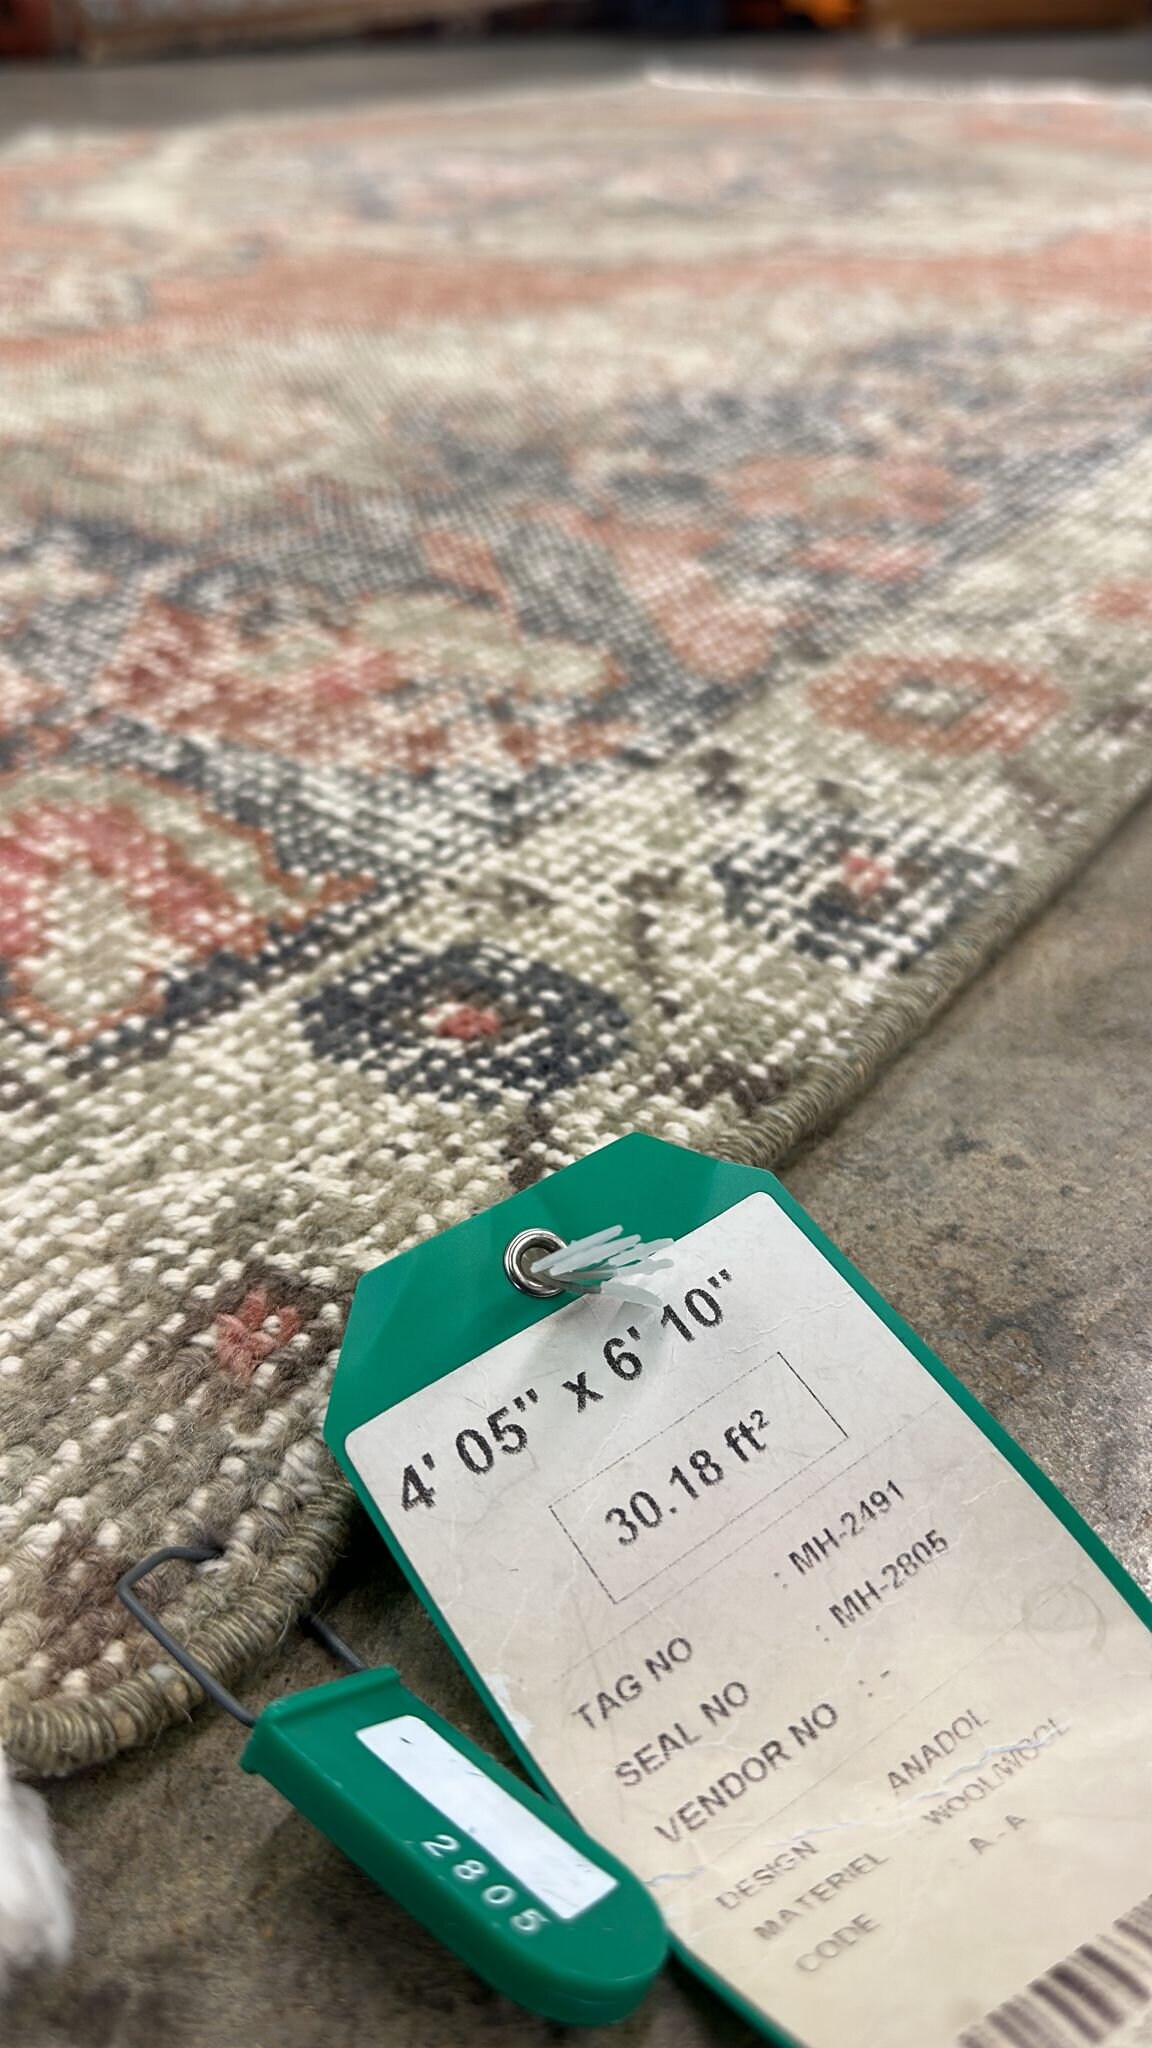 4' 05" x 6' 10"
30.18 ft²
TAG NO : MH-2491
SEAL NO : MH-2805
VENDOR NO : -
DESIGN ANADOL
MATERIEL WOOL/WOOL
CODE : A - A
2805